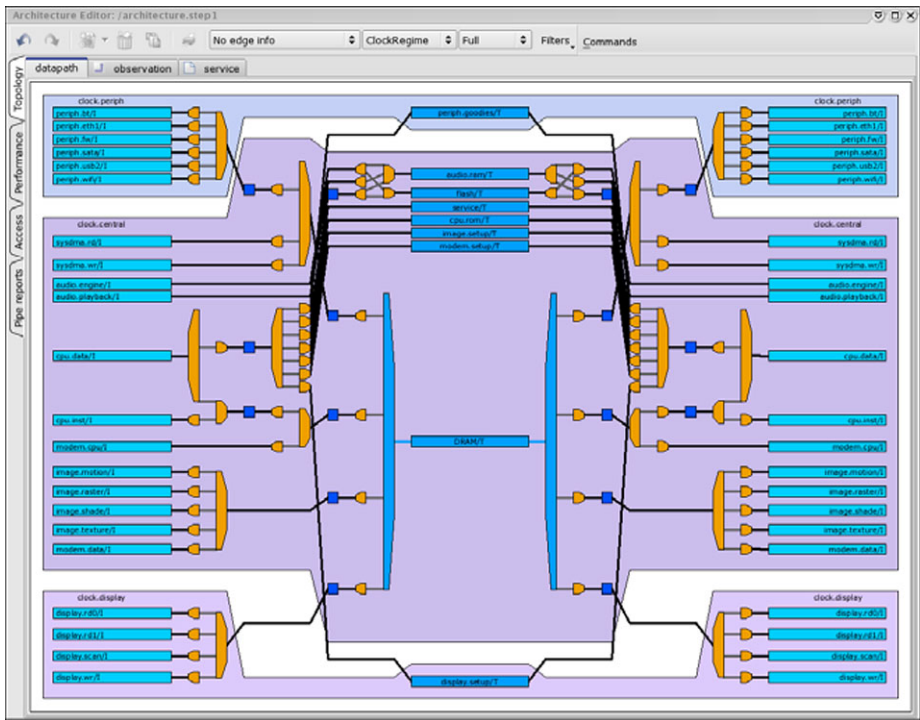 Architecture Editor: /architecture.step1
No edge info
ClockRegime
Full
Filters
Commands
datapath
observation
service
Topology
Performance
Access
Pipe reports
clock.periph
periph.bt/I
periph.eth1/I
periph.fw/I
periph.sata/I
periph.usb2/I
periph.wifi/I
clock.central
sysdma.rd/I
sysdma.wr/I
audio.engine/I
audio.playback/I
cpu.data/I
cpu.inst/I
modem.cpu/I
image.motion/I
image.raster/I
image.shade/I
image.texture/I
modem.data/I
clock.display
display.rd0/I
display.rd1/I
display.scan/I
display.wr/I
periph.goodies/T
audio.ram/T
flash/T
service/T
cpu.rom/T
image.setup/T
modem.setup/T
DRAM/T
display.setup/T
clock.periph
periph.bt/I
periph.eth1/I
periph.fw/I
periph.sata/I
periph.usb2/I
periph.wifi/I
clock.central
sysdma.rd/I
sysdma.wr/I
audio.engine/I
audio.playback/I
cpu.data/I
cpu.inst/I
modem.cpu/I
image.motion/I
image.raster/I
image.shade/I
image.texture/I
modem.data/I
clock.display
display.rd0/I
display.rd1/I
display.scan/I
display.wr/I